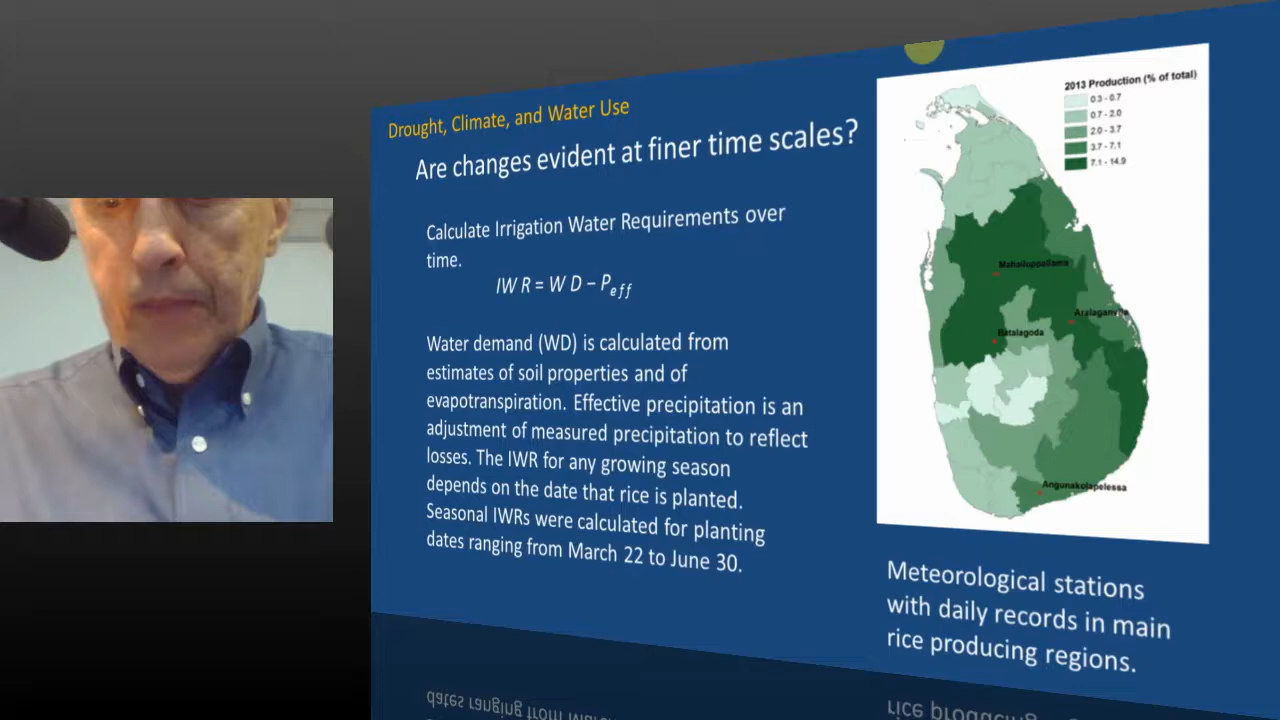 Drought, Climate, and Water Use
Are changes evident at finer time scales?
Calculate Irrigation Water Requirements over
time.
IW R = W D – Peff
Water demand (WD) is calculated from
estimates of soil properties and of
evapotranspiration. Effective precipitation is an
adjustment of measured precipitation to reflect
losses. The IWR for any growing season
depends on the date that rice is planted.
Seasonal IWRs were calculated for planting
dates ranging from March 22 to June 30.
2013 Production (% of total)
0.3 - 0.7
0.7 - 2.0
2.0 - 3.7
3.7 - 7.1
7.1 - 14.9
Mahailuppallama
Aralaganwila
Batalagoda
Angunakolapelessa
Meteorological stations
with daily records in main
rice producing regions.